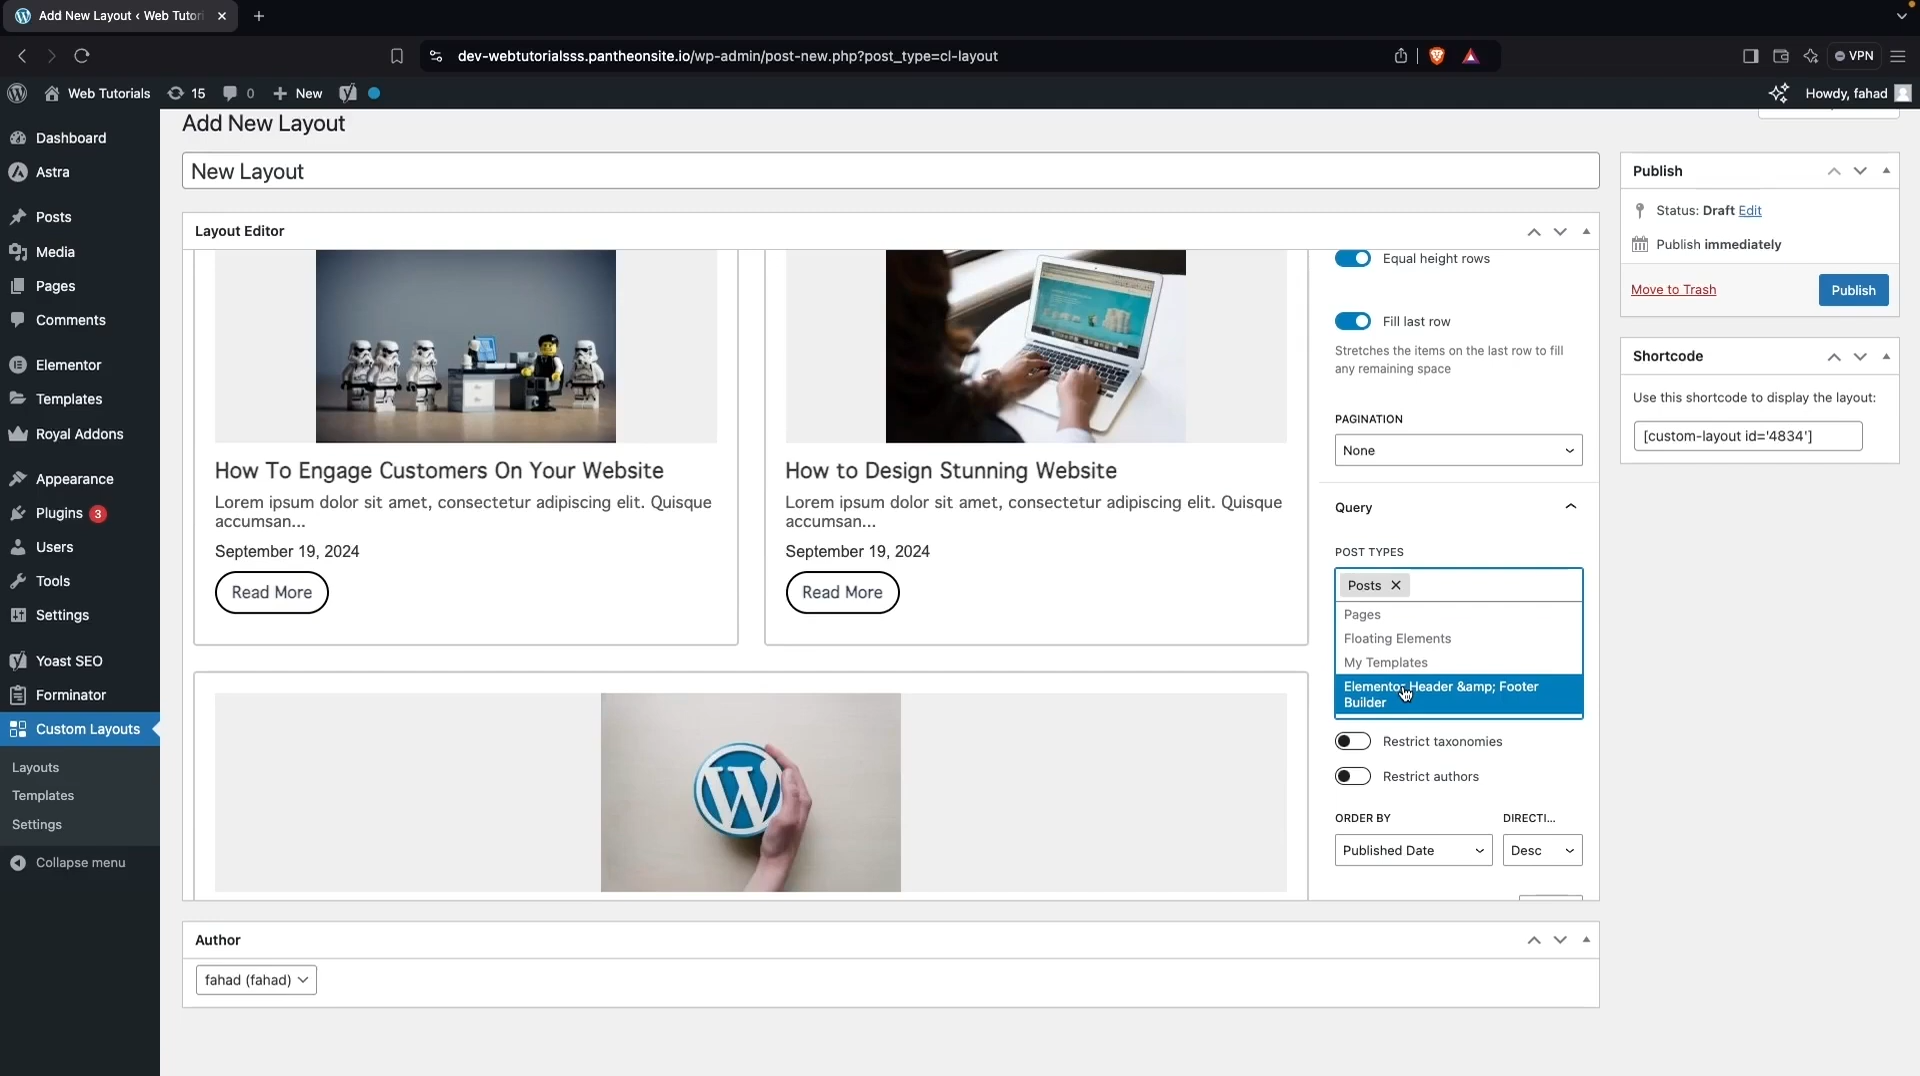 Add New Layout ‹ Web Tutori
dev-webtutorialsss.pantheonsite.io/wp-admin/post-new.php?post_type=cl-layout
VPN
Web Tutorials
15
0
New
Howdy, fahad
Dashboard
Astra
Posts
Media
Pages
Comments
Elementor
Templates
Royal Addons
Appearance
Plugins 3
Users
Tools
Settings
Yoast SEO
Forminator
Custom Layouts
Layouts
Templates
Settings
Collapse menu
Add New Layout
New Layout
Layout Editor
How To Engage Customers On Your Website
Lorem ipsum dolor sit amet, consectetur adipiscing elit. Quisque
accumsan...
September 19, 2024
Read More
How to Design Stunning Website
Lorem ipsum dolor sit amet, consectetur adipiscing elit. Quisque
accumsan...
September 19, 2024
Read More
Equal height rows
Fill last row
Stretches the items on the last row to fill
any remaining space
PAGINATION
None
Query
POST TYPES
Posts
Pages
Floating Elements
My Templates
Elementor Header &amp; Footer
Builder
Restrict taxonomies
Restrict authors
ORDER BY
DIRECTI...
Published Date
Desc
Author
fahad (fahad)
Publish
Status: Draft Edit
Publish immediately
Move to Trash
Publish
Shortcode
Use this shortcode to display the layout:
[custom-layout id='4834']